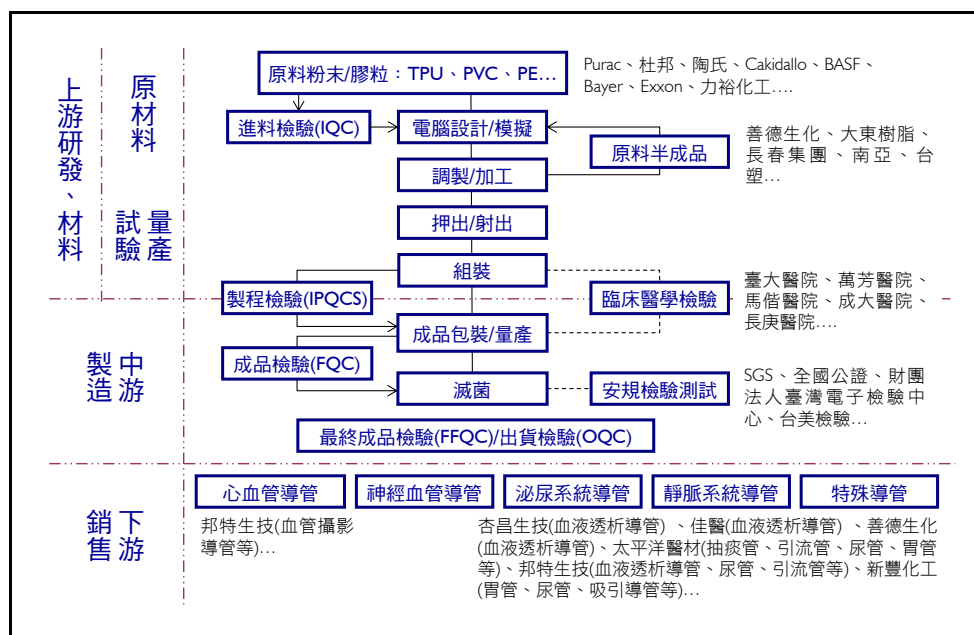 上游研發、材料
原材料
試驗量產
原料粉末/膠粒：TPU、PVC、PE…
Purac、杜邦、陶氏、Cakidallo、BASF、
Bayer、Exxon、力裕化工….
進料檢驗(IQC)
電腦設計/模擬
原料半成品
善德生化、大東樹脂、
長春集團、南亞、台
塑…
調製/加工
押出/射出
組裝
製程檢驗(IPQCS)
臨床醫學檢驗
臺大醫院、萬芳醫院、
馬偕醫院、成大醫院、
長庚醫院….
中游製造
成品包裝/量產
成品檢驗(FQC)
滅菌
安規檢驗測試
SGS、全國公證、財團
法人臺灣電子檢驗中
心、台美檢驗…
最終成品檢驗(FFQC)/出貨檢驗(OQC)
下游銷售
心血管導管
神經血管導管
泌尿系統導管
靜脈系統導管
特殊導管
邦特生技(血管攝影
導管等)…
杏昌生技(血液透析導管) 、佳醫(血液透析導管) 、善德生化
(血液透析導管)、太平洋醫材(抽痰管、引流管、尿管、胃管
等)、邦特生技(血液透析導管、尿管、引流管等)、新豐化工
(胃管、尿管、吸引導管等)…